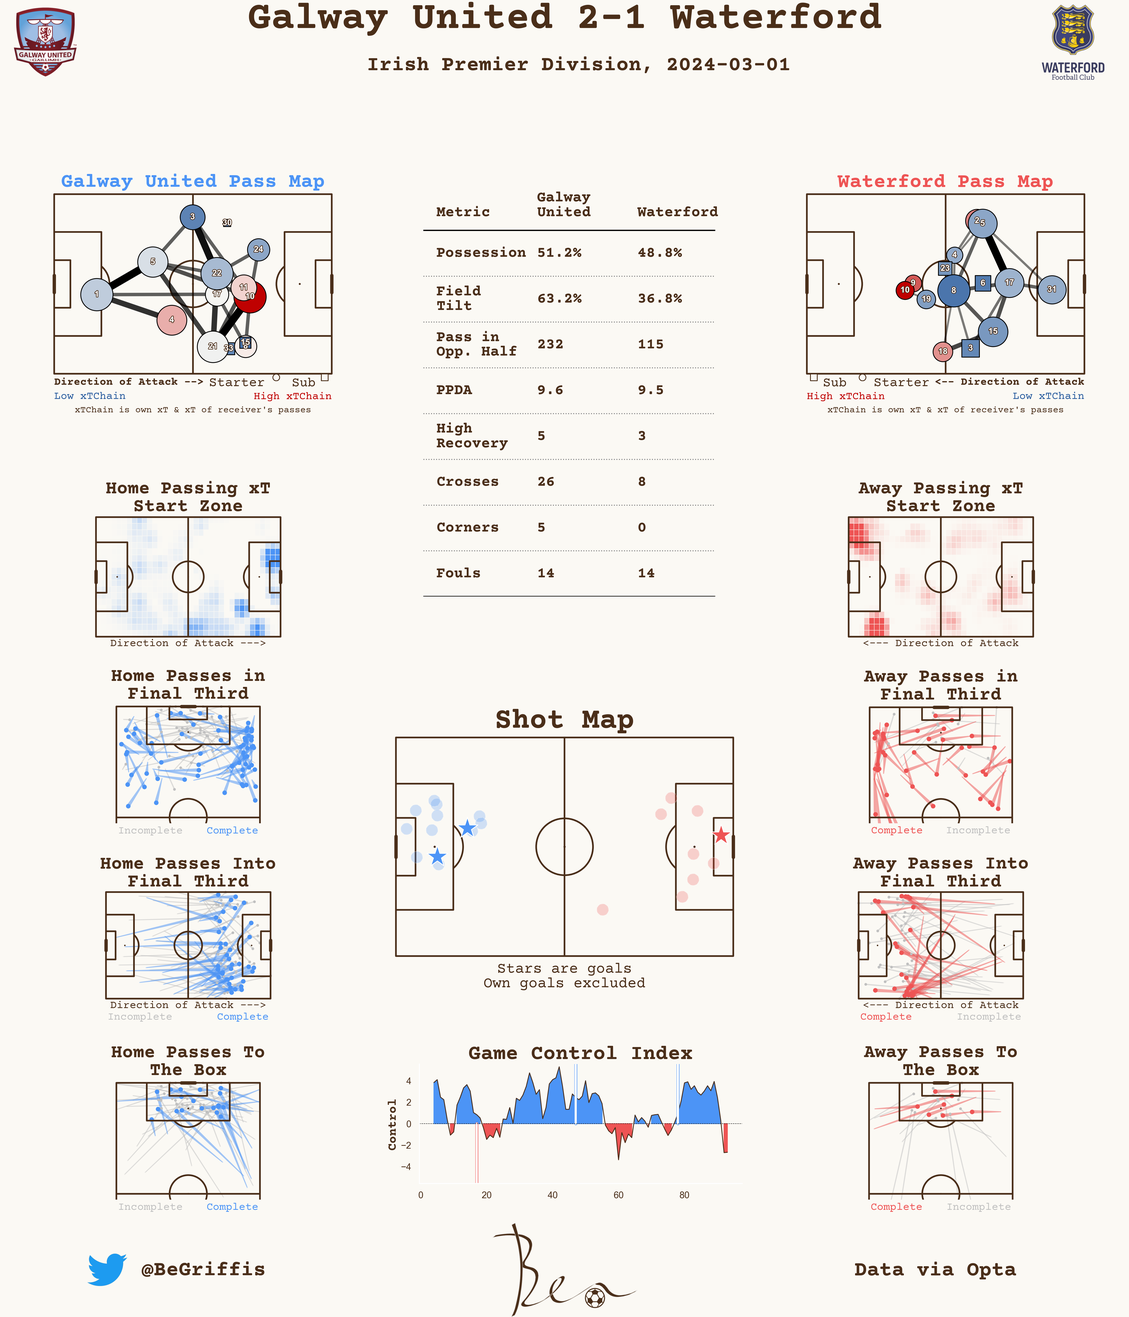 Galway United 2-1 Waterford
Irish Premier Division, 2024-03-01
GALWAY UNITED
WATERFORD
Football Club
Galway United Pass Map
3
30
24
5
22
1
17
11
10
4
21
15
Direction of Attack --> Starter Sub
Low xTChain High xTChain
xTChain is own xT & xT of receiver's passes
Metric Galway United Waterford
Possession 51.2% 48.8%
Field Tilt 63.2% 36.8%
Pass in Opp. Half 232 115
PPDA 9.6 9.5
High Recovery 5 3
Crosses 26 8
Corners 5 0
Fouls 14 14
Waterford Pass Map
2
5
4
23
9
10
19
8
6
17
31
15
18
3
Sub Starter <-- Direction of Attack
High xTChain Low xTChain
xTChain is own xT & xT of receiver's passes
Home Passing xT
Start Zone
Direction of Attack --->
Away Passing xT
Start Zone
<--- Direction of Attack
Home Passes in
Final Third
Incomplete Complete
Away Passes in
Final Third
Complete Incomplete
Shot Map
Stars are goals
Own goals excluded
Home Passes Into
Final Third
Direction of Attack --->
Incomplete Complete
Away Passes Into
Final Third
<--- Direction of Attack
Complete Incomplete
Home Passes To
The Box
Incomplete Complete
Game Control Index
Control
4
2
0
−2
−4
0 20 40 60 80
Away Passes To
The Box
Complete Incomplete
@BeGriffis
Bea
Data via Opta